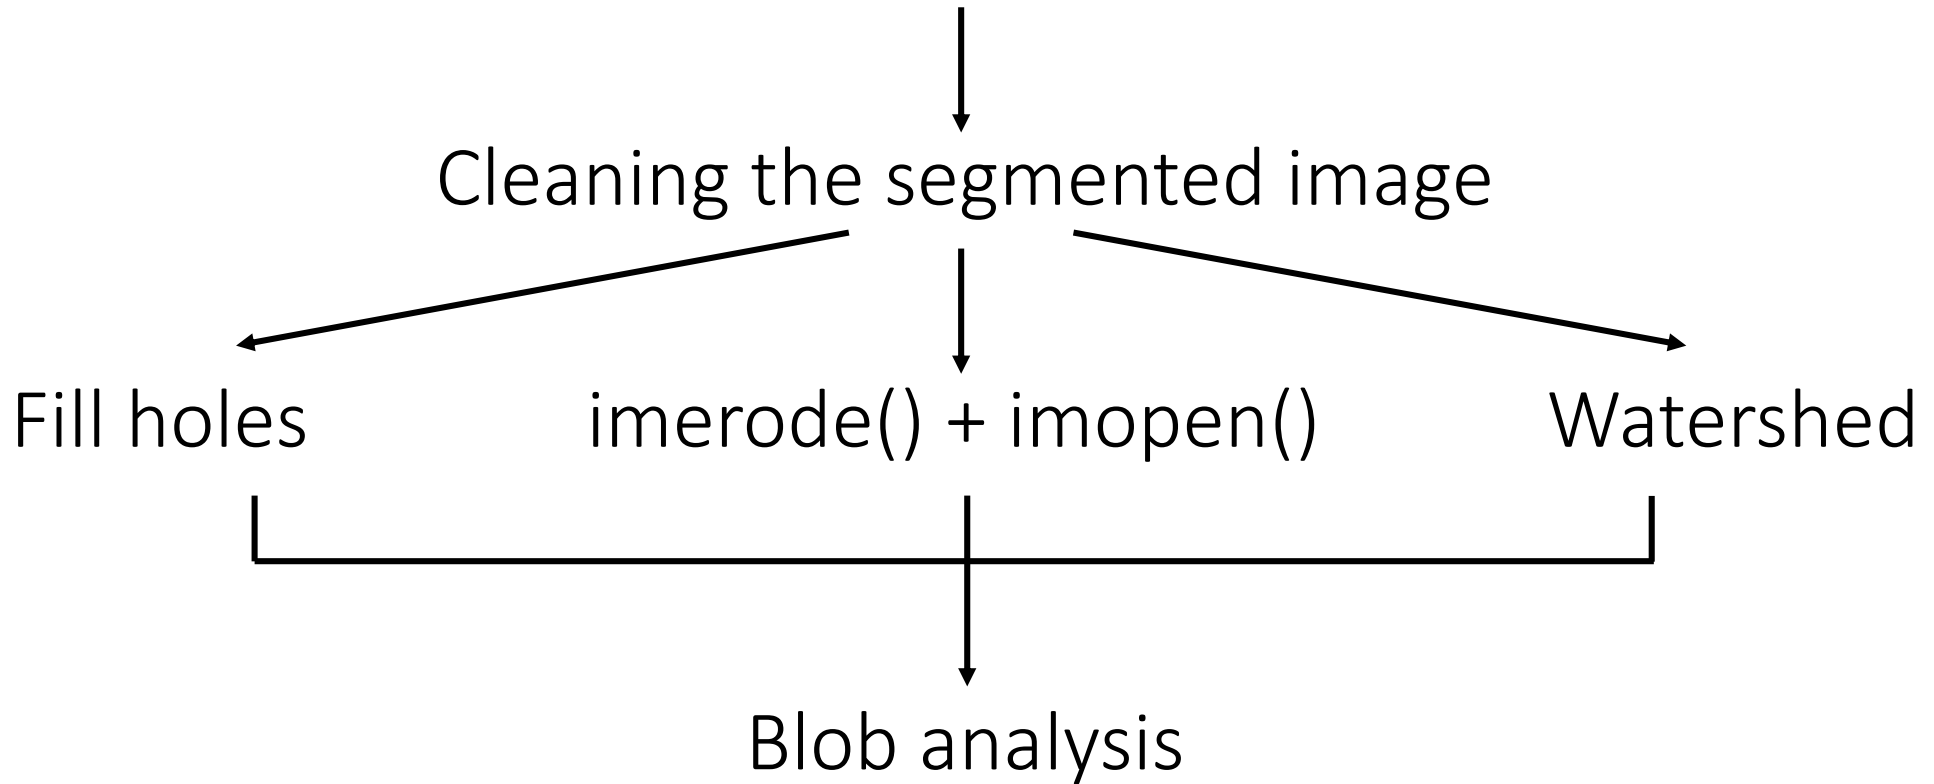 Cleaning the segmented image
Fill holes
imerode() + imopen()
Watershed
Blob analysis